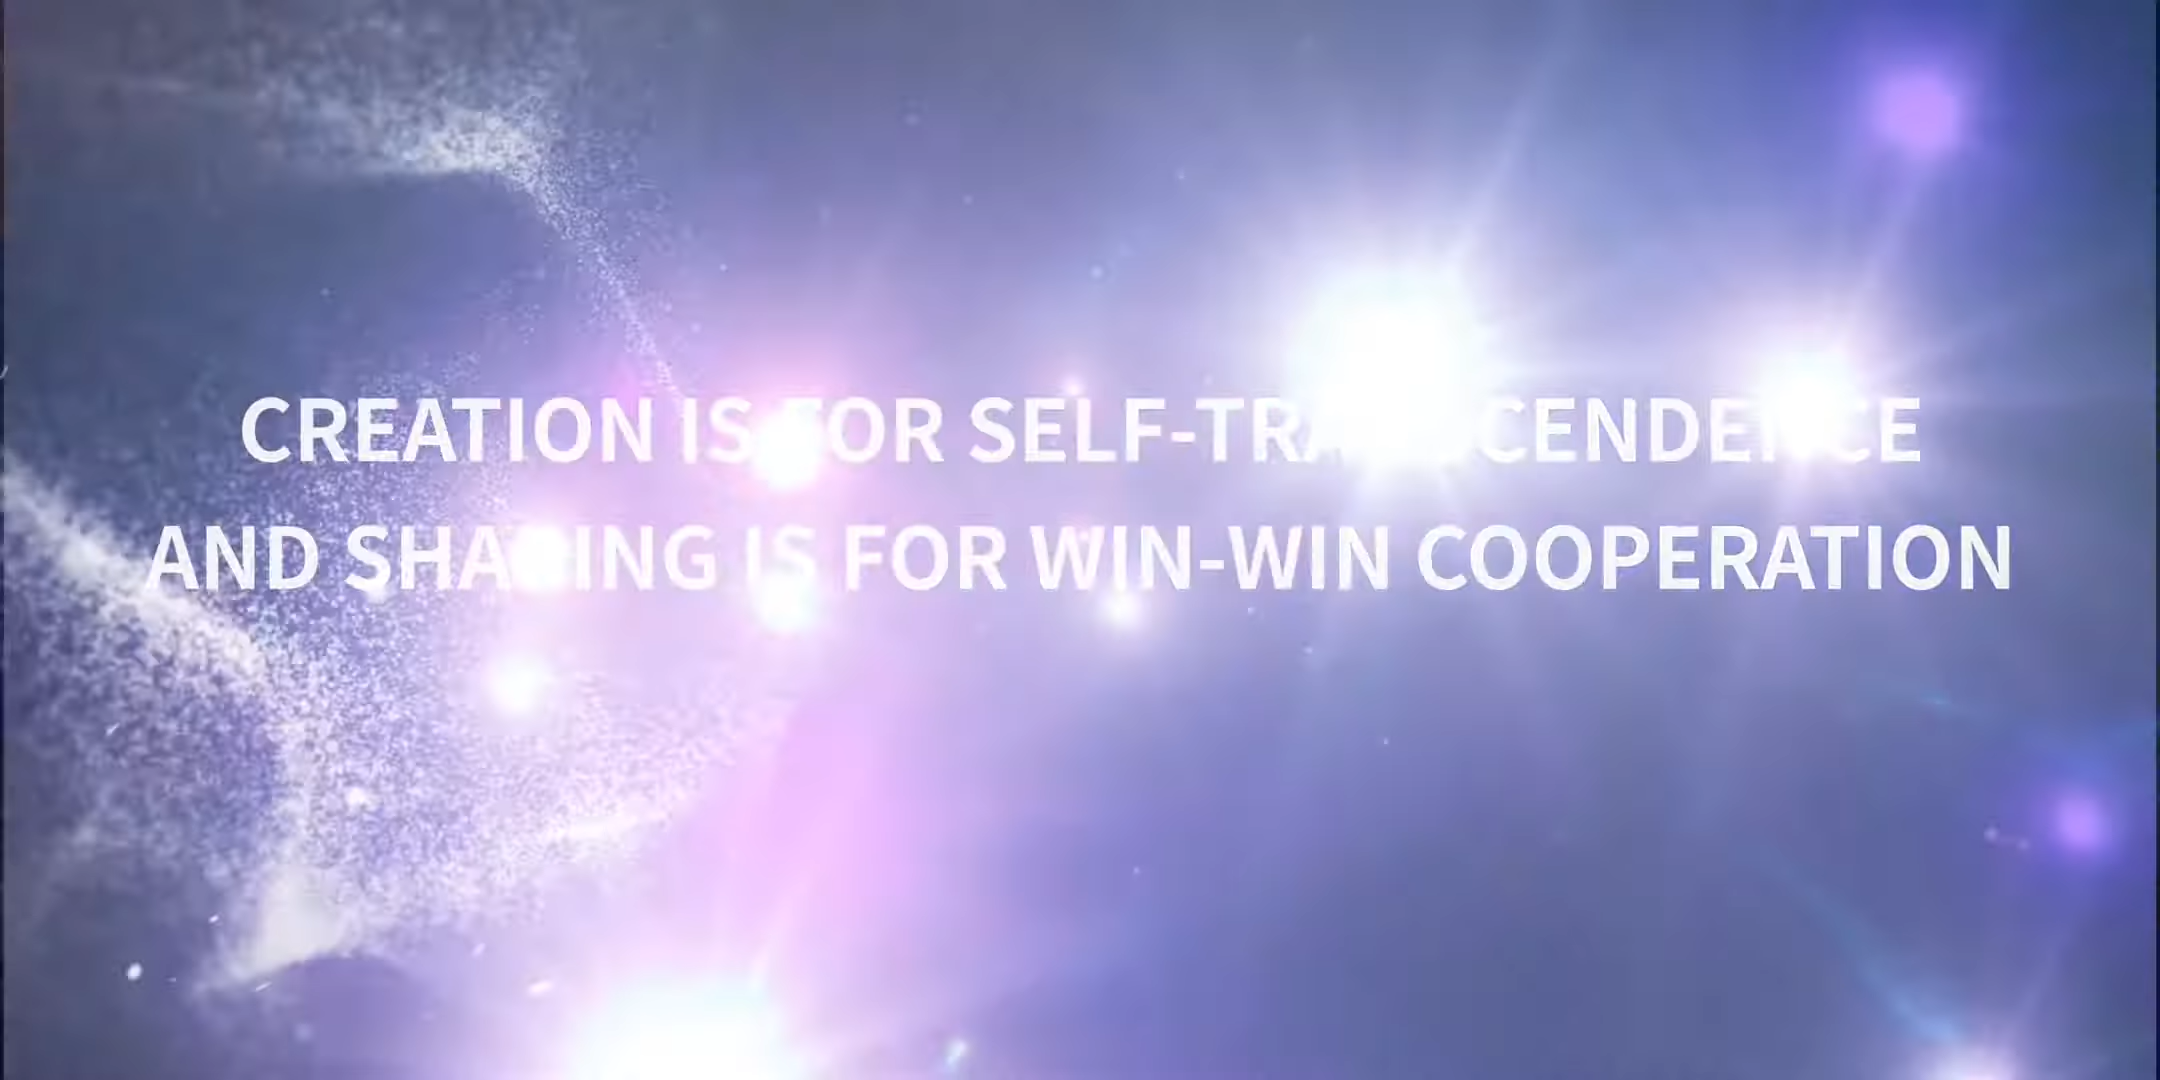 CREATION IS FOR SELF-TRANSCENDENCE
AND SHARING IS FOR WIN-WIN COOPERATION